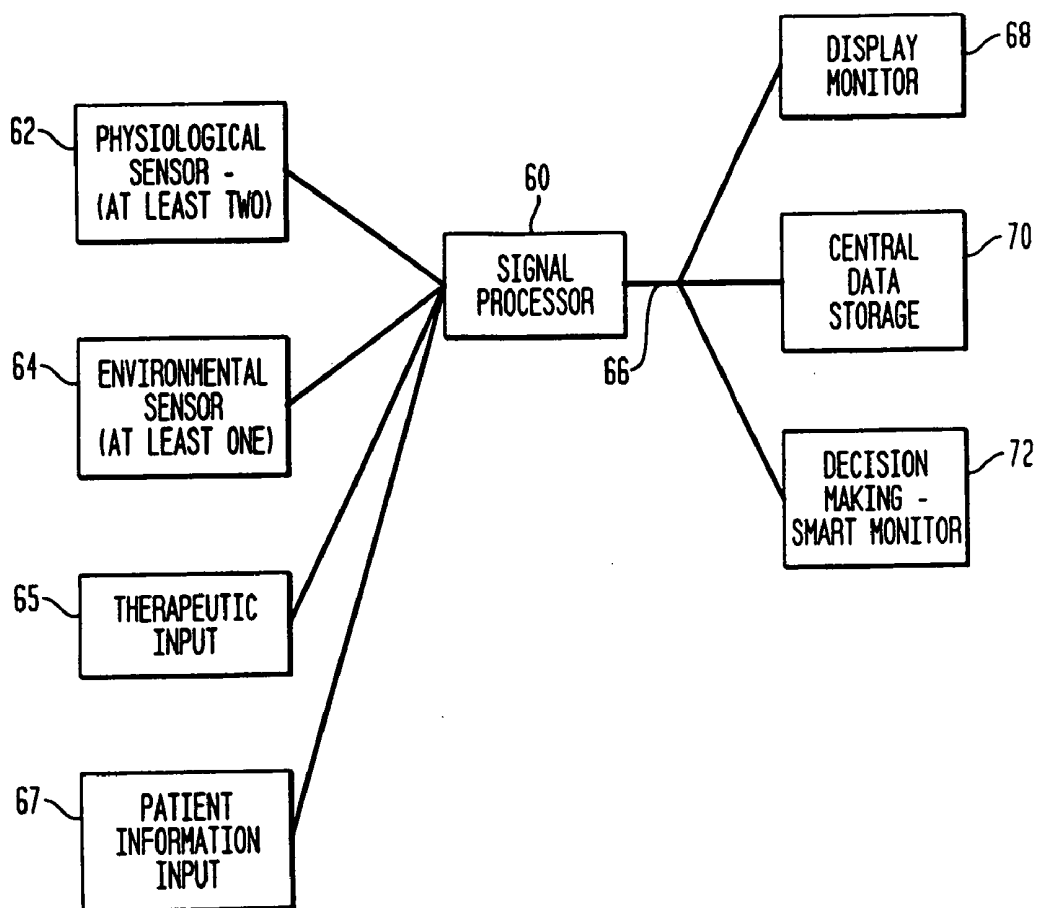 62
PHYSIOLOGICAL
SENSOR -
(AT LEAST TWO)
64
ENVIRONMENTAL
SENSOR
(AT LEAST ONE)
65
THERAPEUTIC
INPUT
67
PATIENT
INFORMATION
INPUT
60
SIGNAL
PROCESSOR
66
68
DISPLAY
MONITOR
70
CENTRAL
DATA
STORAGE
72
DECISION
MAKING -
SMART MONITOR